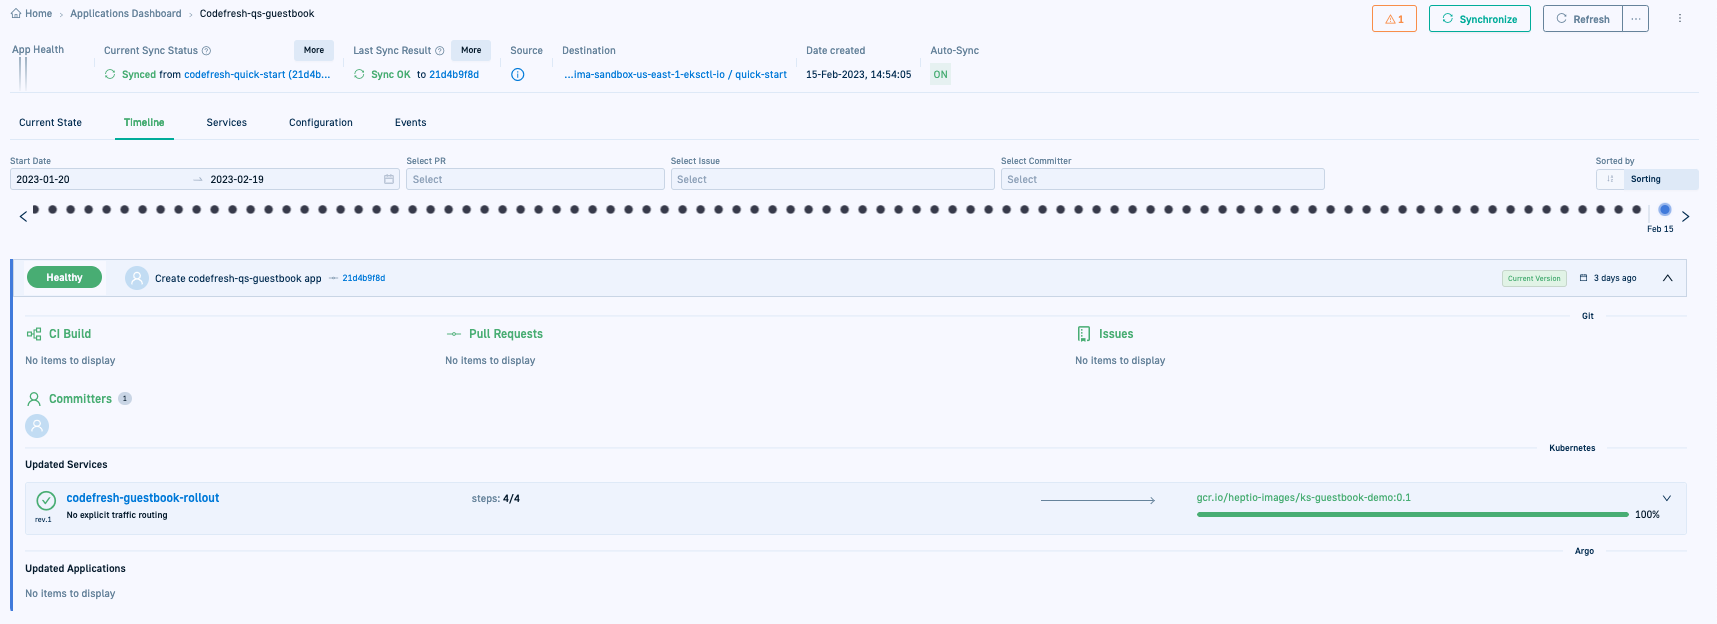 Home > Applications Dashboard > Codefresh-qs-guestbook
1
Synchronize
Refresh
App Health
Current Sync Status
More
Last Sync Result
More
Source
Destination
Date created
Auto-Sync
Synced from codefresh-quick-start (21d4b...
Sync OK to 21d4b9f8d
...ima-sandbox-us-east-1-eksctl-io / quick-start
15-Feb-2023, 14:54:05
ON
Current State
Timeline
Services
Configuration
Events
Start Date
Select PR
Select Issue
Select Committer
Sorted by
2023-01-20
2023-02-19
Select
Select
Select
Sorting
Feb 15
Healthy
Create codefresh-qs-guestbook app
21d4b9f8d
Current Version
3 days ago
Git
CI Build
Pull Requests
Issues
No items to display
No items to display
No items to display
Committers 1
Kubernetes
Updated Services
codefresh-guestbook-rollout
steps: 4/4
gcr.io/heptio-images/ks-guestbook-demo:0.1
rev.1
No explicit traffic routing
100%
Argo
Updated Applications
No items to display